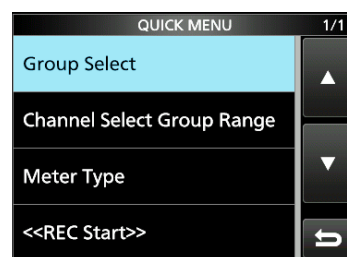 QUICK MENU 1/1
Group Select
Channel Select Group Range
Meter Type
<<REC Start>>